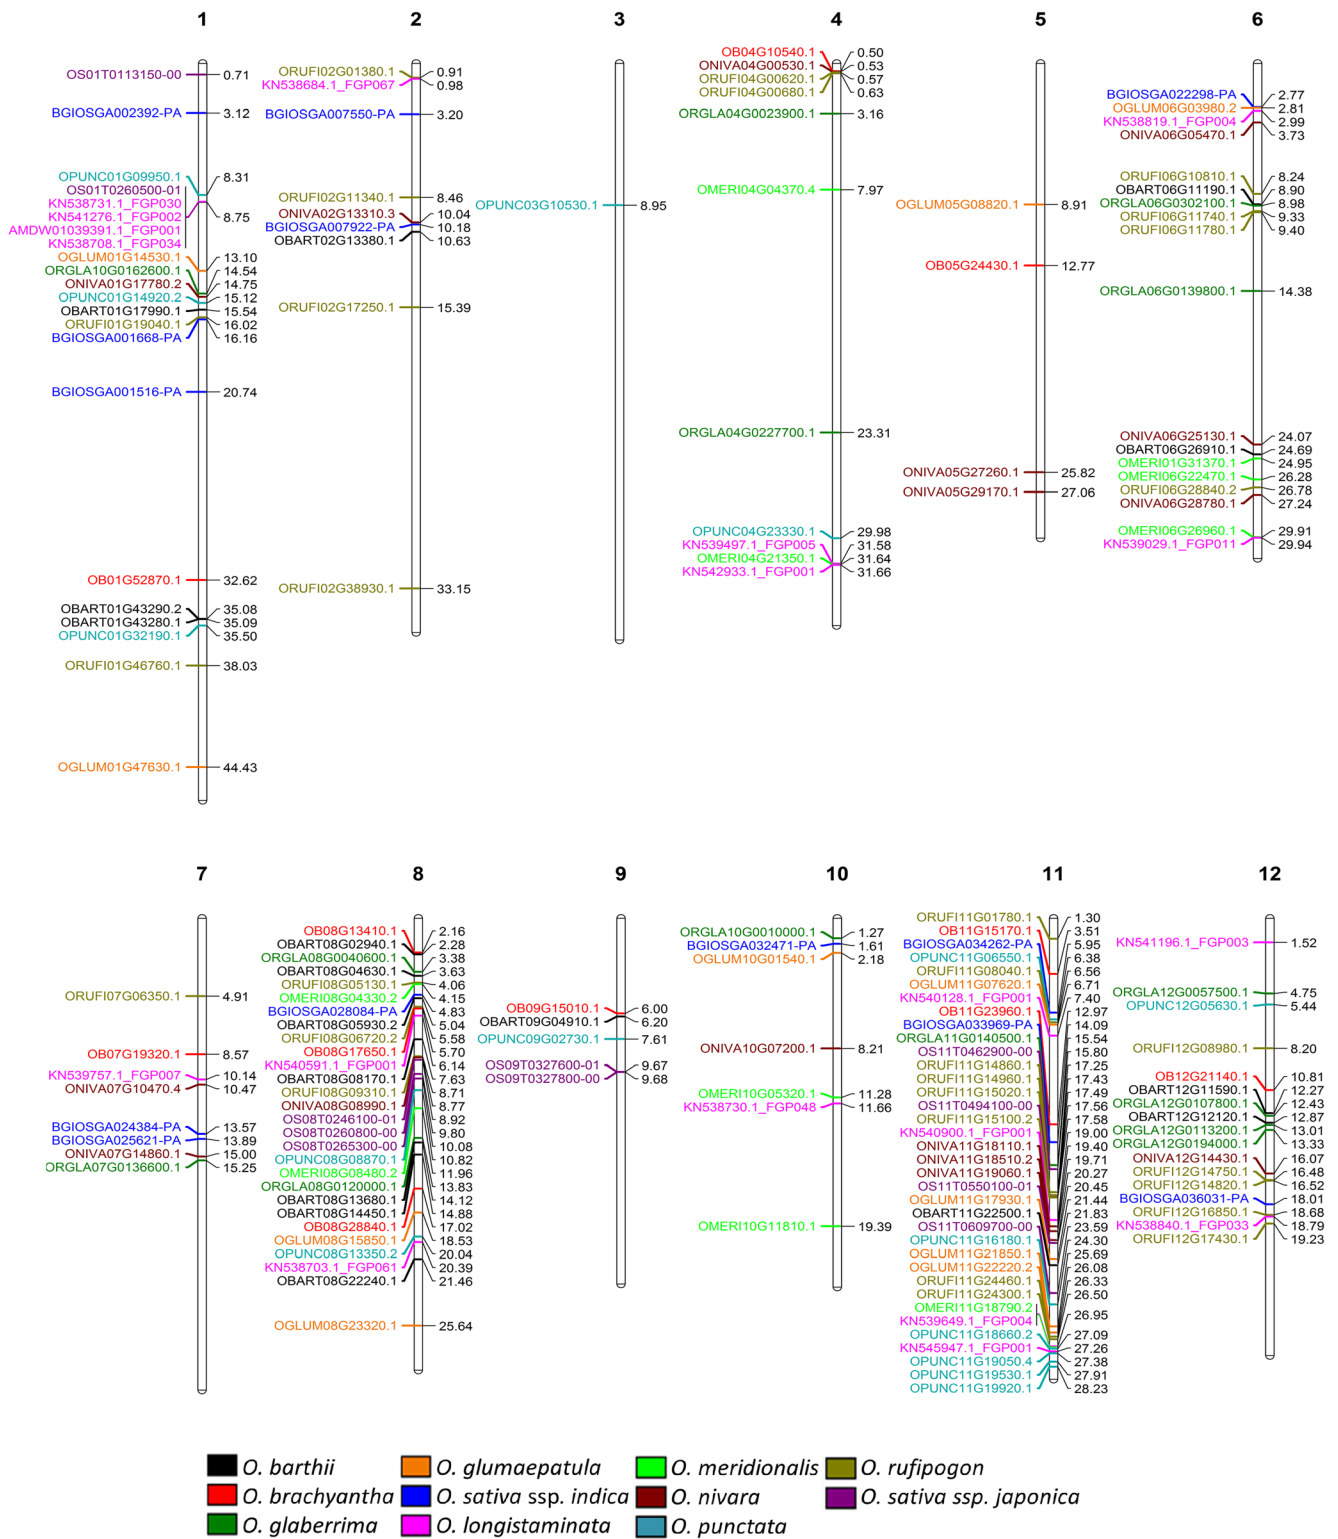 1 2 3 4 5 6
OS01T0113150-00 0.71
BGIOSGA002392-PA 3.12
OPUNC01G09950.1 8.31
OS01T0260500-01
KN538731.1_FGP030
KN541276.1_FGP002 8.75
AMDW01039391.1_FGP001
KN538708.1_FGP034
OGLUM01G14530.1 13.10
ORGLA10G0162600.1 14.54
ONIVA01G17780.2 14.75
OPUNC01G14920.2 15.12
OBART01G17990.1 15.54
ORUFI01G19040.1 16.02
BGIOSGA001668-PA 16.16
BGIOSGA001516-PA 20.74
OB01G52870.1 32.62
OBART01G43290.2 35.08
OBART01G43280.1 35.09
OPUNC01G32190.1 35.50
ORUFI01G46760.1 38.03
OGLUM01G47630.1 44.43
ORUFI02G01380.1 0.91
KN538684.1_FGP067 0.98
BGIOSGA007550-PA 3.20
ORUFI02G11340.1 8.46
ONIVA02G13310.3 10.04
BGIOSGA007922-PA 10.18
OBART02G13380.1 10.63
ORUFI02G17250.1 15.39
ORUFI02G38930.1 33.15
OPUNC03G10530.1 8.95
OB04G10540.1 0.50
ONIVA04G00530.1 0.53
ORUFI04G00620.1 0.57
ORUFI04G00680.1 0.63
ORGLA04G0023900.1 3.16
OMERI04G04370.4 7.97
ORGLA04G0227700.1 23.31
OPUNC04G23330.1 29.98
KN539497.1_FGP005 31.58
OMERI04G21350.1 31.64
KN542933.1_FGP001 31.66
OGLUM05G08820.1 8.91
OB05G24430.1 12.77
ONIVA05G27260.1 25.82
ONIVA05G29170.1 27.06
BGIOSGA022298-PA 2.77
OGLUM06G03980.2 2.81
KN538819.1_FGP004 2.99
ONIVA06G05470.1 3.73
ORUFI06G10810.1 8.24
OBART06G11190.1 8.90
ORGLA06G0302100.1 8.98
ORUFI06G11740.1 9.33
ORUFI06G11780.1 9.40
ORGLA06G0139800.1 14.38
ONIVA06G25130.1 24.07
OBART06G26910.1 24.69
OMERI01G31370.1 24.95
OMERI06G22470.1 26.28
ORUFI06G28840.2 26.78
ONIVA06G28780.1 27.24
OMERI06G26960.1 29.91
KN539029.1_FGP011 29.94
7 8 9 10 11 12
ORUFI07G06350.1 4.91
OB07G19320.1 8.57
KN539757.1_FGP007 10.14
ONIVA07G10470.4 10.47
BGIOSGA024384-PA 13.57
BGIOSGA025621-PA 13.89
ONIVA07G14860.1 15.00
ORGLA07G0136600.1 15.25
OB08G13410.1 2.16
OBART08G02940.1 2.28
ORGLA08G0040600.1 3.38
OBART08G04630.1 3.63
ORUFI08G05130.1 4.06
OMERI08G04330.2 4.15
BGIOSGA028084-PA 4.83
OBART08G05930.2 5.04
ORUFI08G06720.2 5.58
OB08G17650.1 5.70
KN540591.1_FGP001 6.14
OBART08G08170.1 7.63
ORUFI08G09310.1 8.71
ONIVA08G08990.1 8.77
OS08T0246100-01 8.92
OS08T0260800-00 9.80
OS08T0265300-00 10.08
OPUNC08G08870.1 10.82
OMERI08G08480.2 11.96
ORGLA08G0120000.1 13.83
OBART08G13680.1 14.12
OBART08G14450.1 14.88
OB08G28840.1 17.02
OGLUM08G15850.1 18.53
OPUNC08G13350.2 20.04
KN538703.1_FGP061 20.39
OBART08G22240.1 21.46
OGLUM08G23320.1 25.64
OB09G15010.1 6.00
OBART09G04910.1 6.20
OPUNC09G02730.1 7.61
OS09T0327600-01 9.67
OS09T0327800-00 9.68
ORGLA10G0010000.1 1.27
BGIOSGA032471-PA 1.61
OGLUM10G01540.1 2.18
ONIVA10G07200.1 8.21
OMERI10G05320.1 11.28
KN538730.1_FGP048 11.66
OMERI10G11810.1 19.39
ORUFI11G01780.1 1.30
OB11G15170.1 3.51
BGIOSGA034262-PA 5.95
OPUNC11G06550.1 6.38
ORUFI11G08040.1 6.56
OGLUM11G07620.1 6.71
KN540128.1_FGP001 7.40
OB11G23960.1 12.97
BGIOSGA033969-PA 14.09
ORGLA11G0140500.1 15.54
OS11T0462900-00 15.80
ORUFI11G14860.1 17.25
ORUFI11G14960.1 17.43
ORUFI11G15020.1 17.49
OS11T0494100-00 17.56
ORUFI11G15100.2 17.58
KN540900.1_FGP001 19.00
ONIVA11G18110.1 19.40
ONIVA11G18510.2 19.71
ONIVA11G19060.1 20.27
OS11T0550100-01 20.45
OGLUM11G17930.1 21.44
OBART11G22500.1 21.83
OS11T0609700-00 23.59
OPUNC11G16180.1 24.30
OGLUM11G21850.1 25.69
OGLUM11G22220.2 26.08
ORUFI11G24460.1 26.33
ORUFI11G24300.1 26.50
OMERI11G18790.2 26.95
KN539649.1_FGP004
OPUNC11G18660.2 27.09
KN545947.1_FGP001 27.26
OPUNC11G19050.4 27.38
OPUNC11G19530.1 27.91
OPUNC11G19920.1 28.23
KN541196.1_FGP003 1.52
ORGLA12G0057500.1 4.75
OPUNC12G05630.1 5.44
ORUFI12G08980.1 8.20
OB12G21140.1 10.81
OBART12G11590.1 12.27
ORGLA12G0107800.1 12.43
OBART12G12120.1 12.87
ORGLA12G0113200.1 13.01
ORGLA12G0194000.1 13.33
ONIVA12G14430.1 16.07
ORUFI12G14750.1 16.48
ORUFI12G14820.1 16.52
BGIOSGA036031-PA 18.01
ORUFI12G16850.1 18.68
KN538840.1_FGP033 18.79
ORUFI12G17430.1 19.23
O. barthii O. glumaepatula O. meridionalis O. rufipogon
O. brachyantha O. sativa ssp. indica O. nivara O. sativa ssp. japonica
O. glaberrima O. longistaminata O. punctata